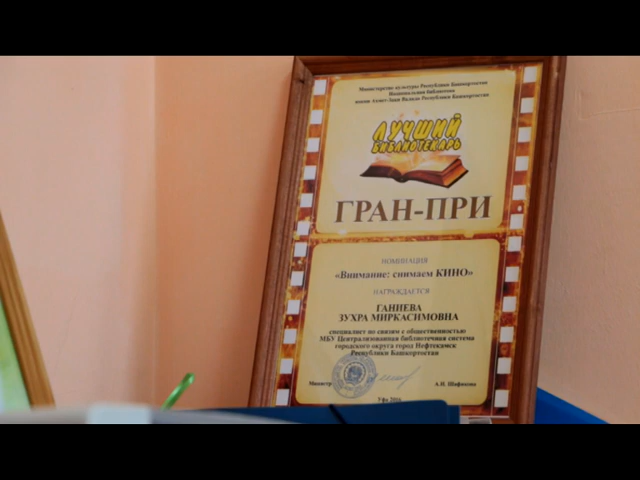 Министерство культуры Республики Башкортостан
Национальная библиотека
имени Ахмет-Заки Валиди Республики Башкортостан
ЛУЧШИЙ
БИБЛИОТЕКАРЬ
ГРАН-ПРИ
НОМИНАЦИЯ
«Внимание: снимаем КИНО»
НАГРАЖДАЕТСЯ
ГАНИЕВА
ЗУХРА МИРКАСИМОВНА
специалист по связям с общественностью
МБУ Централизованная библиотечная система
городского округа город Нефтекамск
Республики Башкортостан
Министр
А.И. Шафикова
Уфа